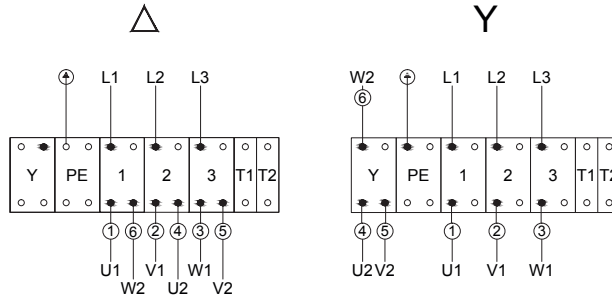 Δ Y
L1 L2 L3 W2 L1 L2 L3
6
Y PE 1 2 3 T1 T2 Y PE 1 2 3 T1 T2
1 6 2 4 3 5 4 5 1 2 3
U1 V1 W1 U2 V2 U1 V1 W1
W2 U2 V2